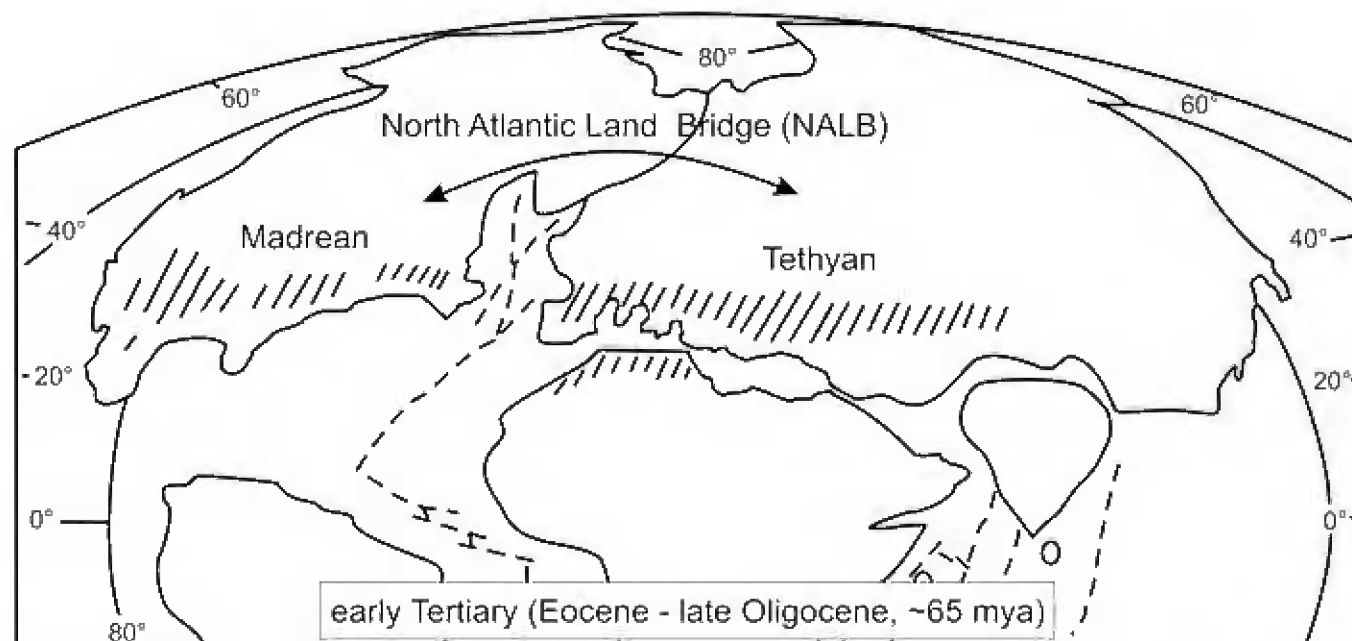 80°
60°
60°
North Atlantic Land Bridge (NALB)
40°
Madrean
Tethyan
40°
20°
20°
0°
0°
early Tertiary (Eocene - late Oligocene, ~65 mya)
80°